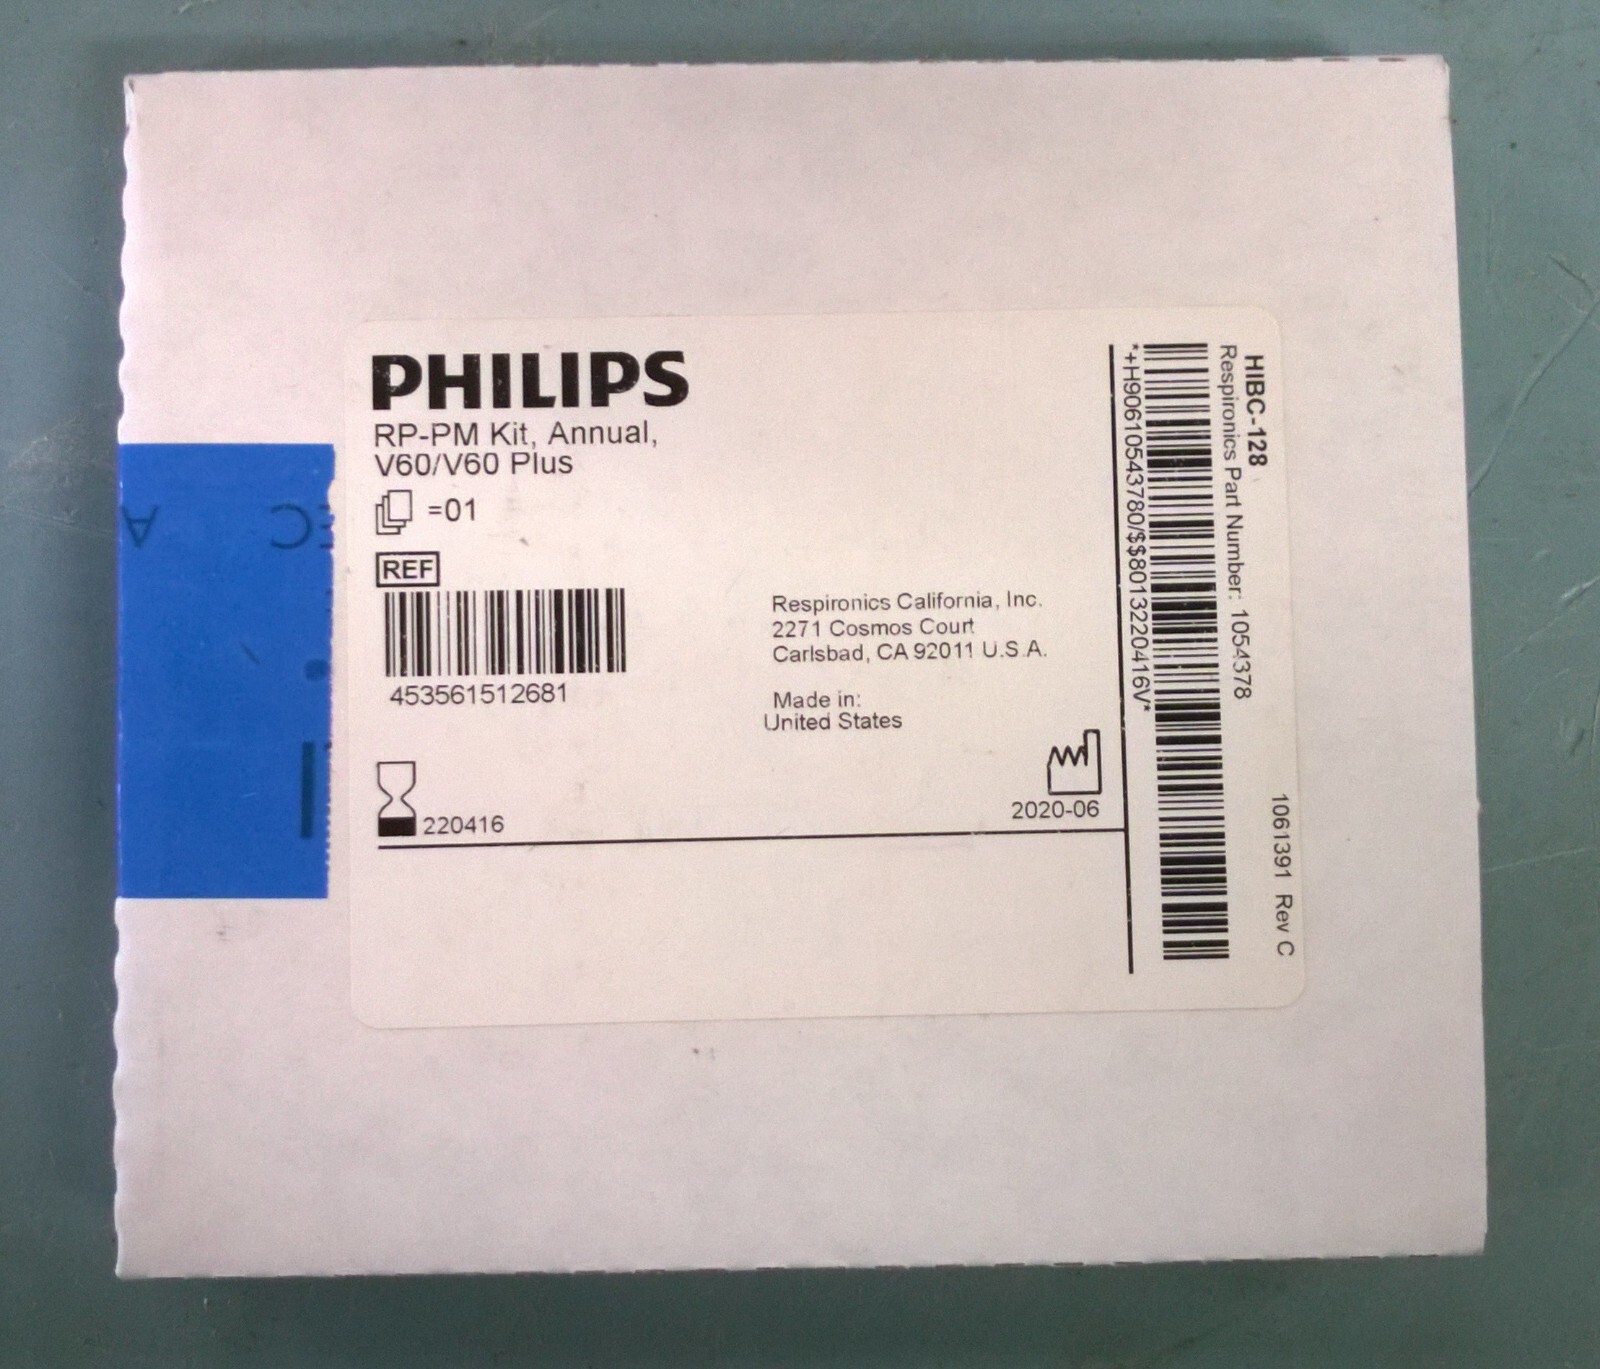 PHILIPS
RP-PM Kit, Annual,
V60/V60 Plus
=01
REF
453561512681
220416
Respironics California, Inc.
2271 Cosmos Court
Carlsbad, CA 92011 U.S.A.
Made in:
United States
2020-06
HIBC-128
Respironics Part Number: 1054378
*+H90610543780/$$8013220416V*
1061391 Rev C